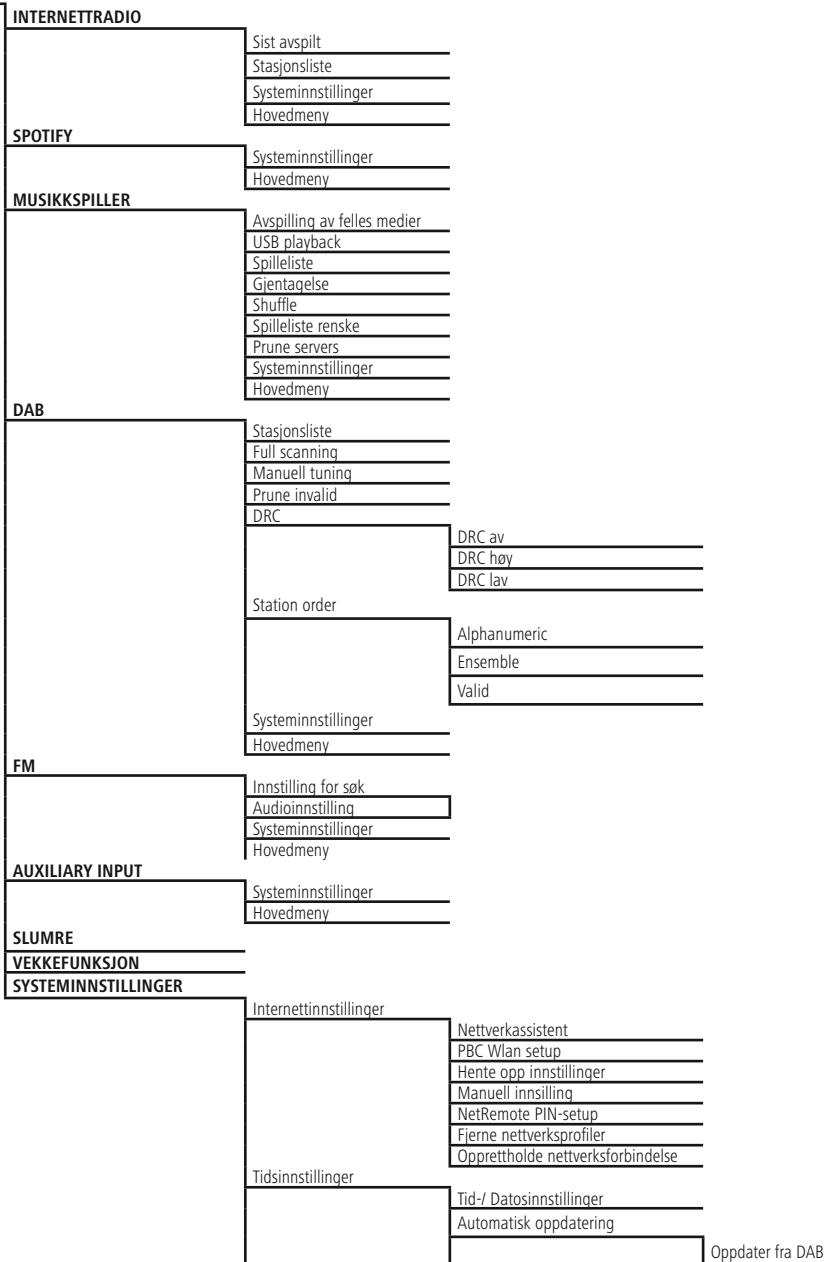 INTERNETTRADIO
Sist avspilt
Stasjonsliste
Systeminnstillinger
Hovedmeny
SPOTIFY
Systeminnstillinger
Hovedmeny
MUSIKKSPILLER
Avspilling av felles medier
USB playback
Spilleliste
Gjentagelse
Shuffle
Spilleliste renske
Prune servers
Systeminnstillinger
Hovedmeny
DAB
Stasjonsliste
Full scanning
Manuell tuning
Prune invalid
DRC
DRC av
DRC høy
DRC lav
Station order
Alphanumeric
Ensemble
Valid
Systeminnstillinger
Hovedmeny
FM
Innstilling for søk
Audioinnstilling
Systeminnstillinger
Hovedmeny
AUXILIARY INPUT
Systeminnstillinger
Hovedmeny
SLUMRE
VEKKEFUNKSJON
SYSTEMINNSTILLINGER
Internettinnstillinger
Nettverkassistent
PBC Wlan setup
Hente opp innstillinger
Manuell innsilling
NetRemote PIN-setup
Fjerne nettverksprofiler
Opprettholde nettverksforbindelse
Tidsinnstillinger
Tid-/ Datosinnstillinger
Automatisk oppdatering
Oppdater fra DAB